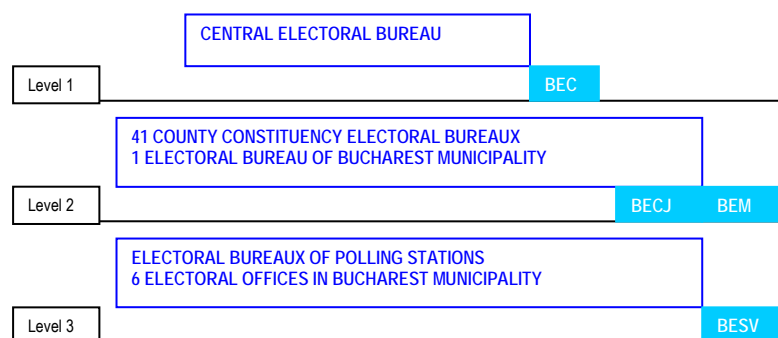 CENTRAL ELECTORAL BUREAU
Level 1
BEC
41 COUNTY CONSTITUENCY ELECTORAL BUREAUX
1 ELECTORAL BUREAU OF BUCHAREST MUNICIPALITY
Level 2
BECJ BEM
ELECTORAL BUREAUX OF POLLING STATIONS
6 ELECTORAL OFFICES IN BUCHAREST MUNICIPALITY
Level 3
BESV